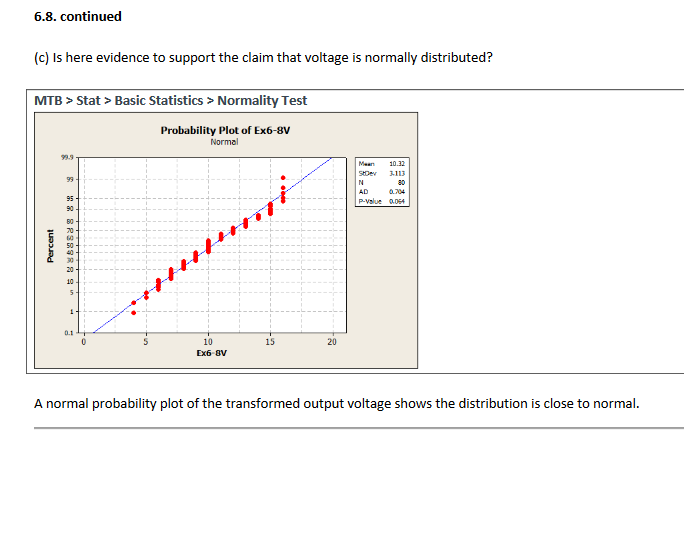 6.8. continued
(c) Is here evidence to support the claim that voltage is normally distributed?
MTB > Stat > Basic Statistics > Normality Test
Probability Plot of Ex6-8V
Normal
99.9
99
95
90
80
70
60
50
40
30
20
10
5
1
0.1
Percent
0 5 10 15 20
Ex6-8V
Mean 10.32
StDev 3.113
N 80
AD 0.704
P-Value 0.064
A normal probability plot of the transformed output voltage shows the distribution is close to normal.